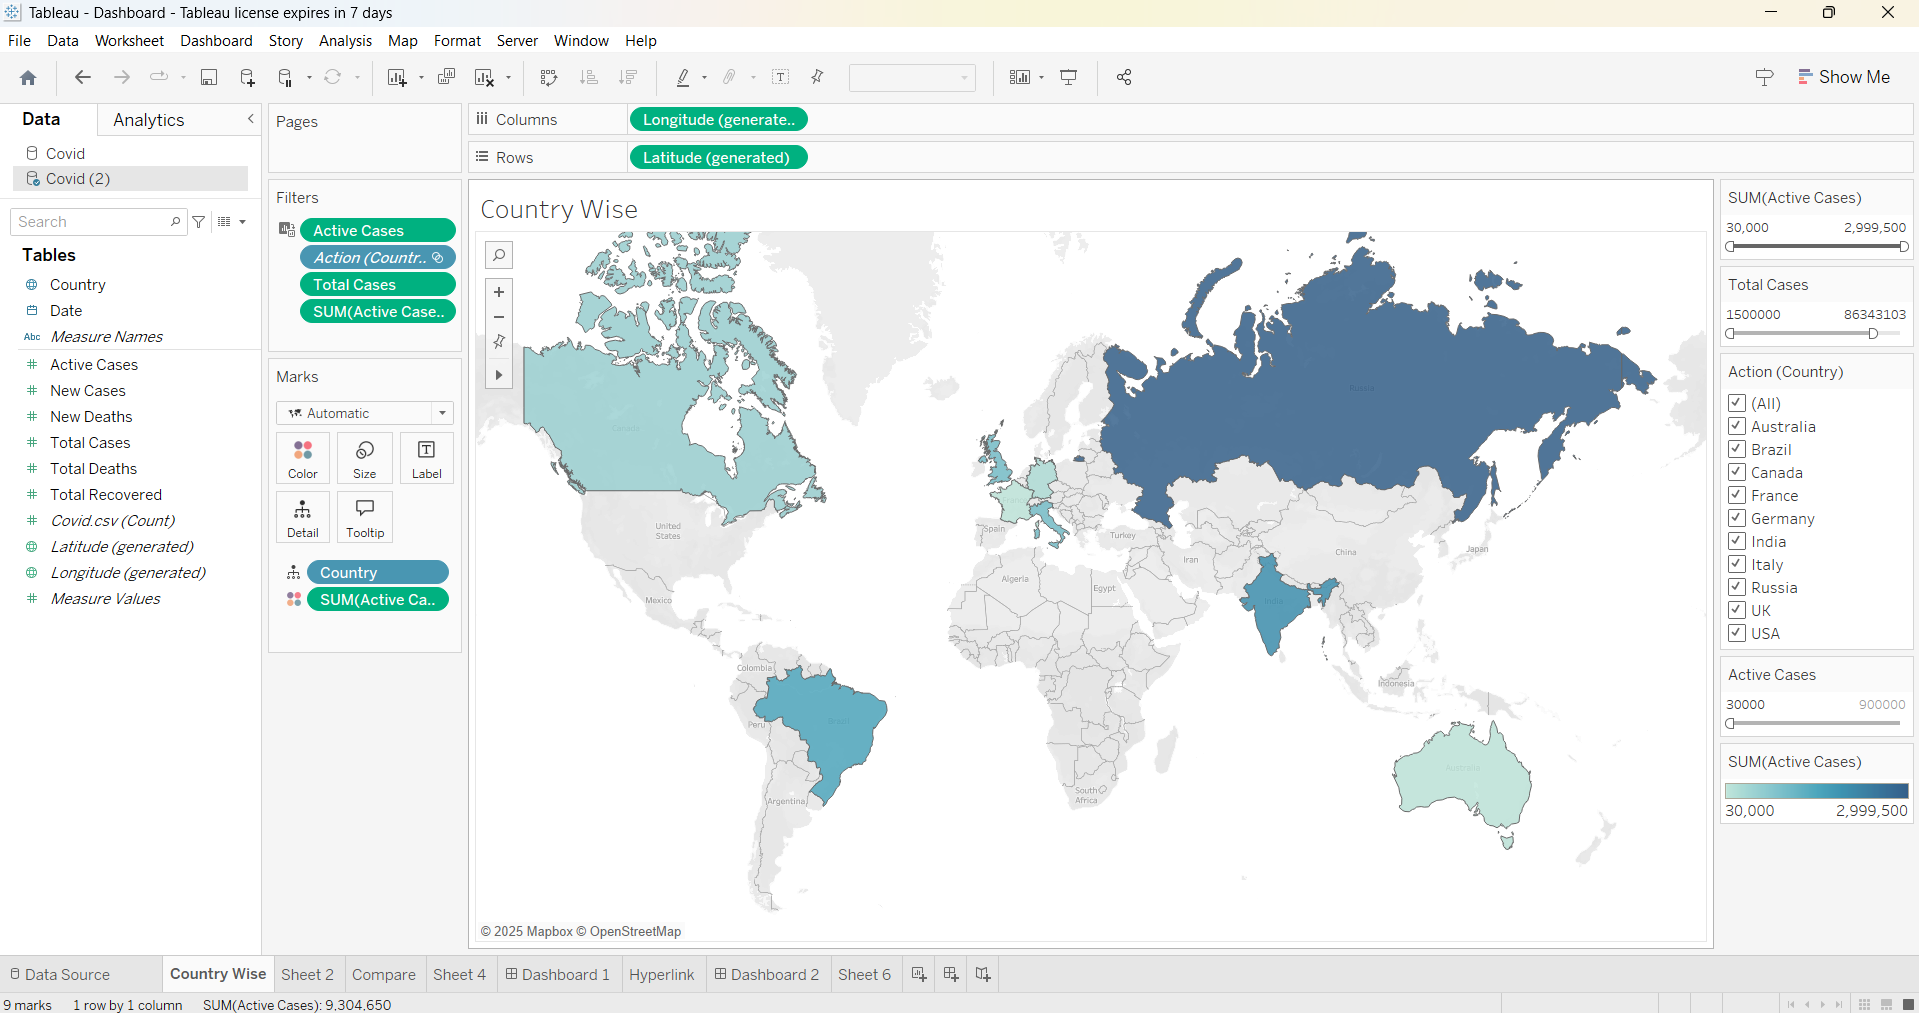 Tableau - Dashboard - Tableau license expires in 7 days
File Data Worksheet Dashboard Story Analysis Map Format Server Window Help
Show Me
Data Analytics
Covid
Covid (2)
Search
Tables
Country
Date
Abc Measure Names
Active Cases
New Cases
New Deaths
Total Cases
Total Deaths
Total Recovered
Covid.csv (Count)
Latitude (generated)
Longitude (generated)
Measure Values
Pages
Filters
Active Cases
Action (Countr..
Total Cases
SUM(Active Case..
Marks
Automatic
Color Size Label
Detail Tooltip
Country
SUM(Active Ca..
Columns Longitude (generate..
Rows Latitude (generated)
Country Wise
Canada
Russia
United
States
Mexico
France
Spain
Turkey
Algeria
Egypt
Iran
China
Japan
India
Colombia
Peru
Brazil
Argentina
South
Africa
Indonesia
Australia
© 2025 Mapbox © OpenStreetMap
SUM(Active Cases)
30,000 2,999,500
Total Cases
1500000 86343103
Action (Country)
(All)
Australia
Brazil
Canada
France
Germany
India
Italy
Russia
UK
USA
Active Cases
30000 900000
SUM(Active Cases)
30,000 2,999,500
Data Source Country Wise Sheet 2 Compare Sheet 4 Dashboard 1 Hyperlink Dashboard 2 Sheet 6
9 marks 1 row by 1 column SUM(Active Cases): 9,304,650